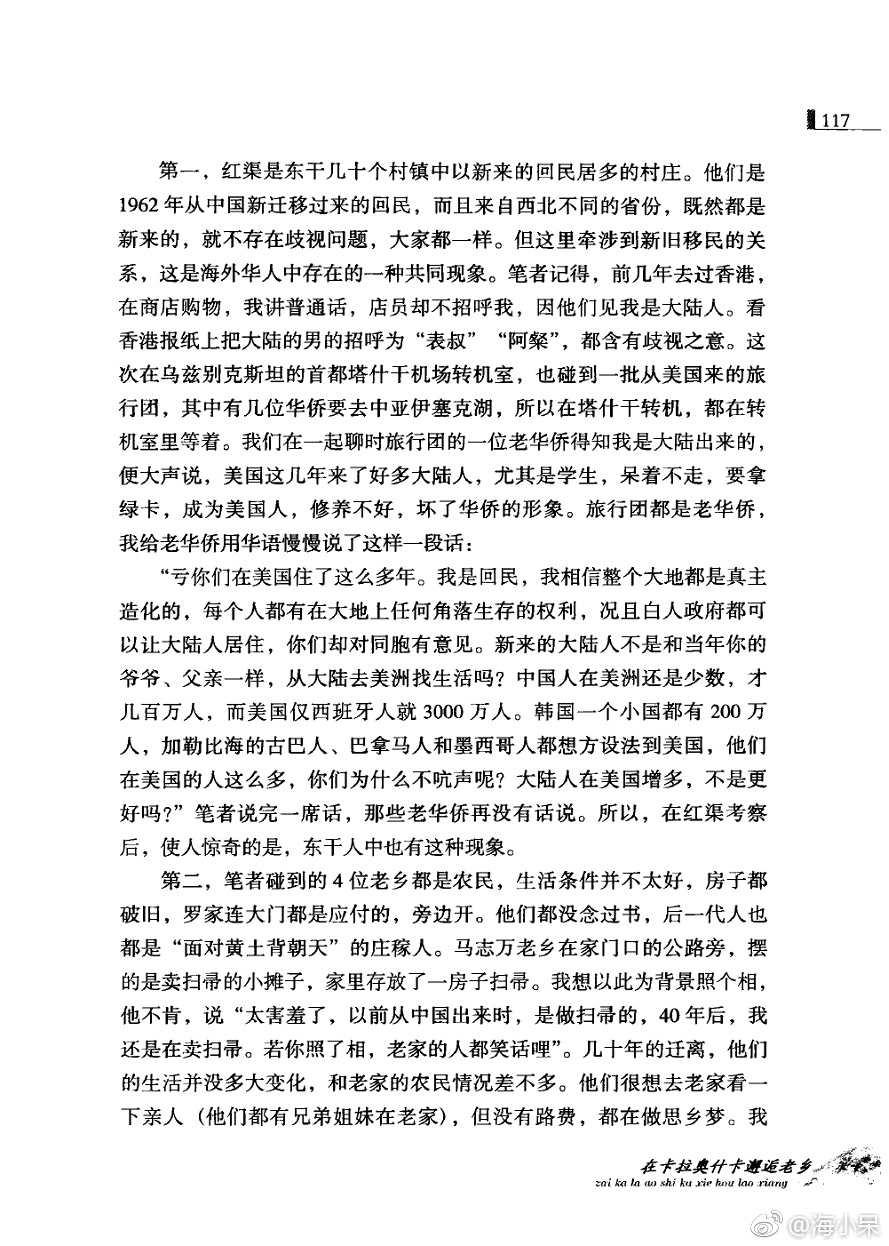 117
第一，红渠是东干几十个村镇中以新来的回民居多的村庄。他们是
1962 年从中国新迁移过来的回民，而且来自西北不同的省份，既然都是
新来的，就不存在歧视问题，大家都一样。但这里牵涉到新旧移民的关
系，这是海外华人中存在的一种共同现象。笔者记得，前几年去过香港，
在商店购物，我讲普通话，店员却不招呼我，因他们见我是大陆人。看
香港报纸上把大陆的男的招呼为“表叔”“阿粲”，都含有歧视之意。这
次在乌兹别克斯坦的首都塔什干机场转机室，也碰到一批从美国来的旅
行团，其中有几位华侨要去中亚伊塞克湖，所以在塔什干转机，都在转
机室里等着。我们在一起聊时旅行团的一位老华侨得知我是大陆出来的，
便大声说，美国这几年来了好多大陆人，尤其是学生，呆着不走，要拿
绿卡，成为美国人，修养不好，坏了华侨的形象。旅行团都是老华侨，
我给老华侨用华语慢慢说了这样一段话：
“亏你们在美国住了这么多年。我是回民，我相信整个大地都是真主
造化的，每个人都有在大地上任何角落生存的权利，况且白人政府都可
以让大陆人居住，你们却对同胞有意见。新来的大陆人不是和当年你的
爷爷、父亲一样，从大陆去美洲找生活吗？中国人在美洲还是少数，才
几百万人，而美国仅西班牙人就 3000 万人。韩国一个小国都有 200 万
人，加勒比海的古巴人、巴拿马人和墨西哥人都想方设法到美国，他们
在美国的人这么多，你们为什么不吭声呢？大陆人在美国增多，不是更
好吗？”笔者说完一席话，那些老华侨再没有话说。所以，在红渠考察
后，使人惊奇的是，东干人中也有这种现象。
第二，笔者碰到的 4 位老乡都是农民，生活条件并不太好，房子都
破旧，罗家连大门都是应付的，旁边开。他们都没念过书，后一代人也
都是“面对黄土背朝天”的庄稼人。马志万老乡在家门口的公路旁，摆
的是卖扫帚的小摊子，家里存放了一房子扫帚。我想以此为背景照个相，
他不肯，说“太害羞了，以前从中国出来时，是做扫帚的，40 年后，我
还是在卖扫帚。若你照了相，老家的人都笑话哩”。几十年的迁离，他们
的生活并没多大变化，和老家的农民情况差不多。他们很想去老家看一
下亲人（他们都有兄弟姐妹在老家），但没有路费，都在做思乡梦。我
在卡拉奥什卡邂逅老乡
zai ka la ao shi ka xie hou lao xiang
@海小呆